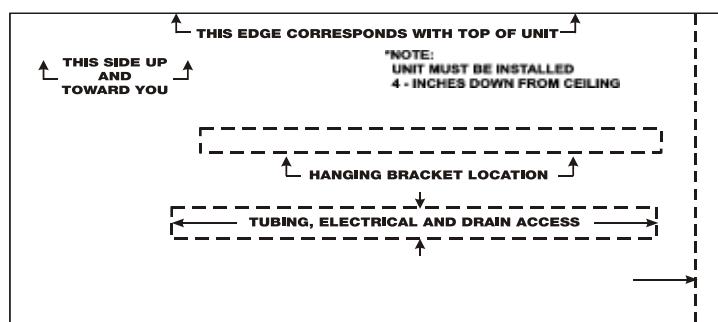 THIS EDGE CORRESPONDS WITH TOP OF UNIT
THIS SIDE UP
AND
TOWARD YOU
*NOTE:
UNIT MUST BE INSTALLED
4 - INCHES DOWN FROM CEILING
HANGING BRACKET LOCATION
TUBING, ELECTRICAL AND DRAIN ACCESS